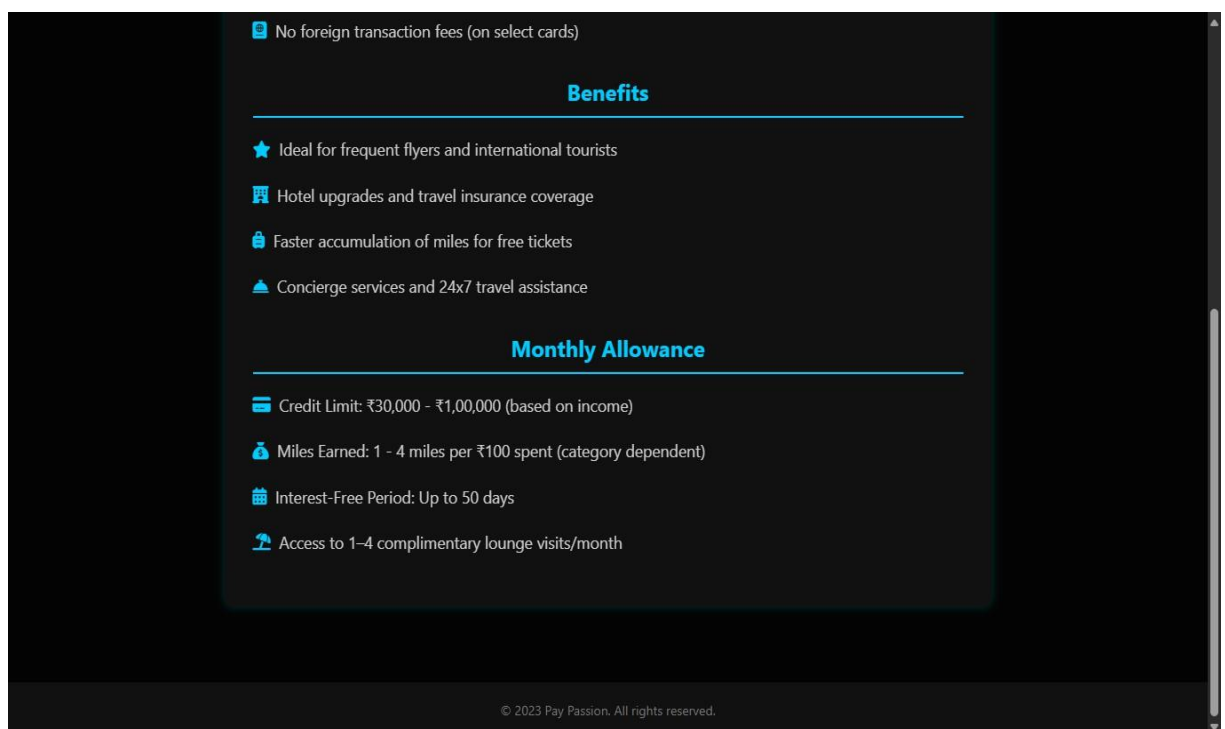 No foreign transaction fees (on select cards)
Benefits
Ideal for frequent flyers and international tourists
Hotel upgrades and travel insurance coverage
Faster accumulation of miles for free tickets
Concierge services and 24x7 travel assistance
Monthly Allowance
Credit Limit: ₹30,000 - ₹1,00,000 (based on income)
Miles Earned: 1 - 4 miles per ₹100 spent (category dependent)
Interest-Free Period: Up to 50 days
Access to 1–4 complimentary lounge visits/month
© 2023 Pay Passion. All rights reserved.